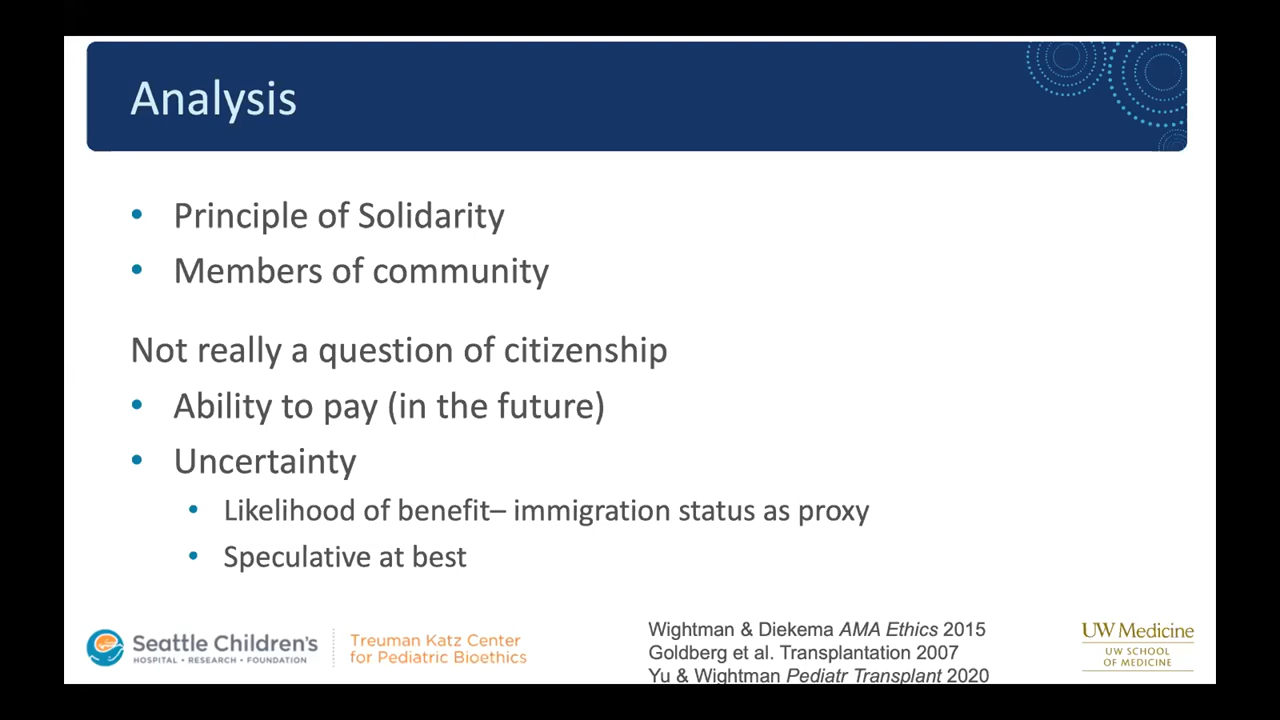 Analysis
• Principle of Solidarity
• Members of community
Not really a question of citizenship
• Ability to pay (in the future)
• Uncertainty
• Likelihood of benefit– immigration status as proxy
• Speculative at best
Seattle Children's
HOSPITAL • RESEARCH • FOUNDATION
Treuman Katz Center
for Pediatric Bioethics
Wightman & Diekema AMA Ethics 2015
Goldberg et al. Transplantation 2007
Yu & Wightman Pediatr Transplant 2020
UW Medicine
UW SCHOOL
OF MEDICINE